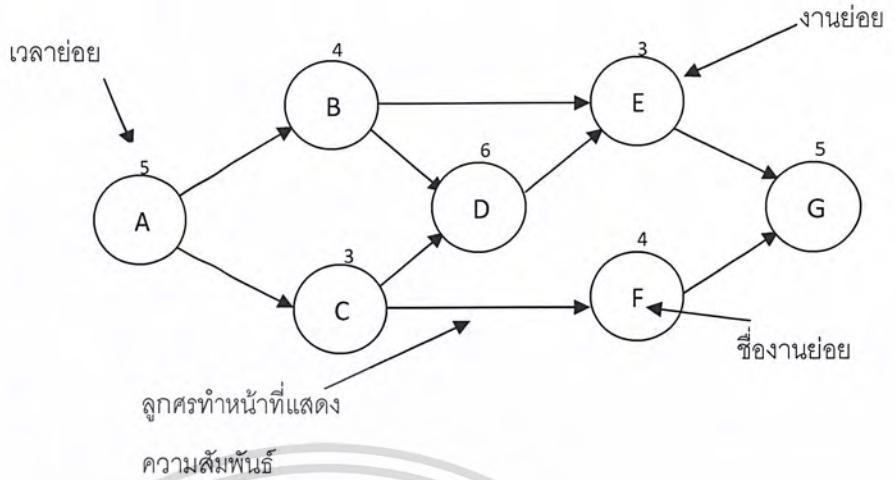 งานย่อย
เวลาย่อย
4
3
B
E
5
6
5
A
D
G
3
4
C
F
ชื่องานย่อย
ลูกศรทำหน้าที่แสดง
ความสัมพันธ์